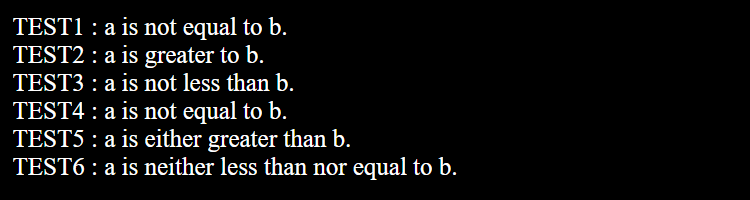 TEST1 : a is not equal to b.
TEST2 : a is greater to b.
TEST3 : a is not less than b.
TEST4 : a is not equal to b.
TEST5 : a is either greater than b.
TEST6 : a is neither less than nor equal to b.